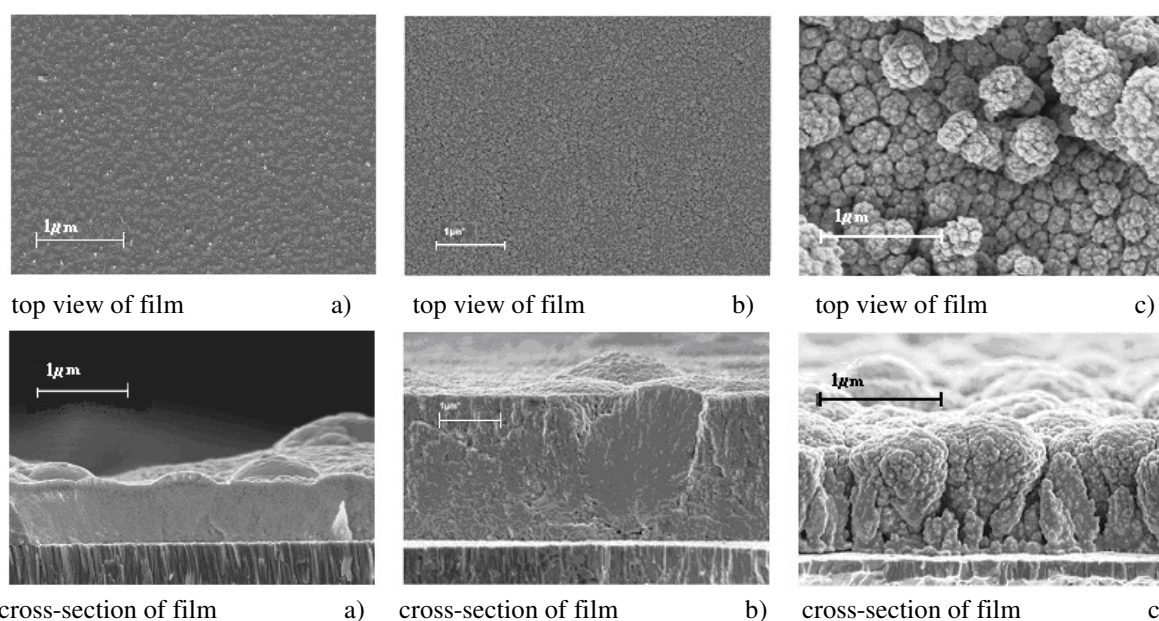 1μm
1μm
1μm
top view of film a)
top view of film b)
top view of film c)
1μm
1μm
1μm
cross-section of film a)
cross-section of film b)
cross-section of film c